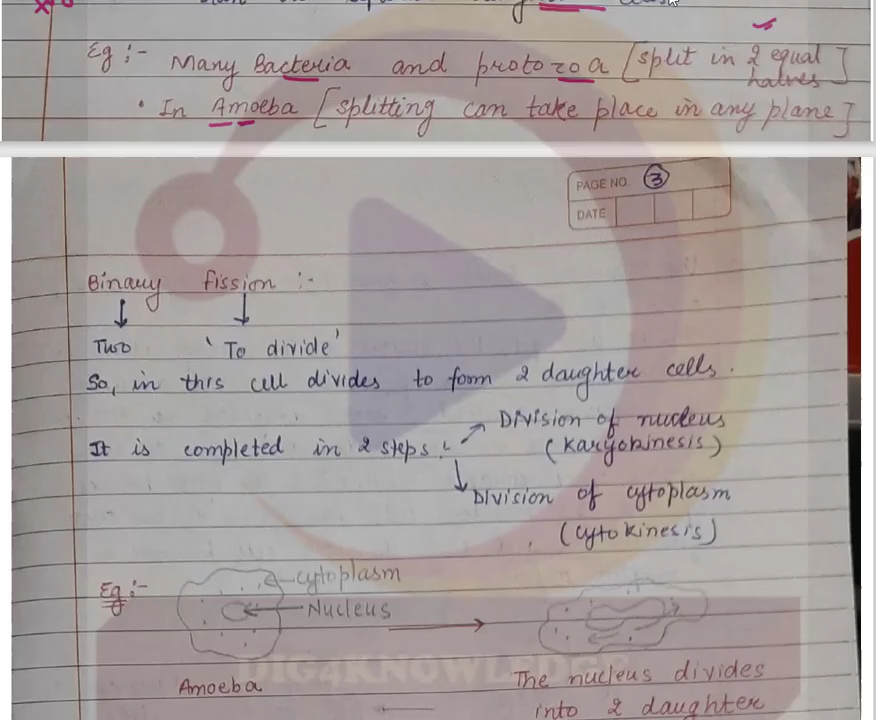 Eg :- Many Bacteria and protozoa [split in 2 equal halves]
• In Amoeba [splitting can take place in any plane]
PAGE NO. 3
DATE
Binary fission :-
Two 'To divide'
So, in this cell divides to form 2 daughter cells.
It is completed in 2 steps :- Division of nucleus
(Karyokinesis)
Division of cytoplasm
(cytokinesis)
Eg :- cytoplasm
Nucleus
DIG4KNOWLEDGE
Amoeba
The nucleus divides
into 2 daughter